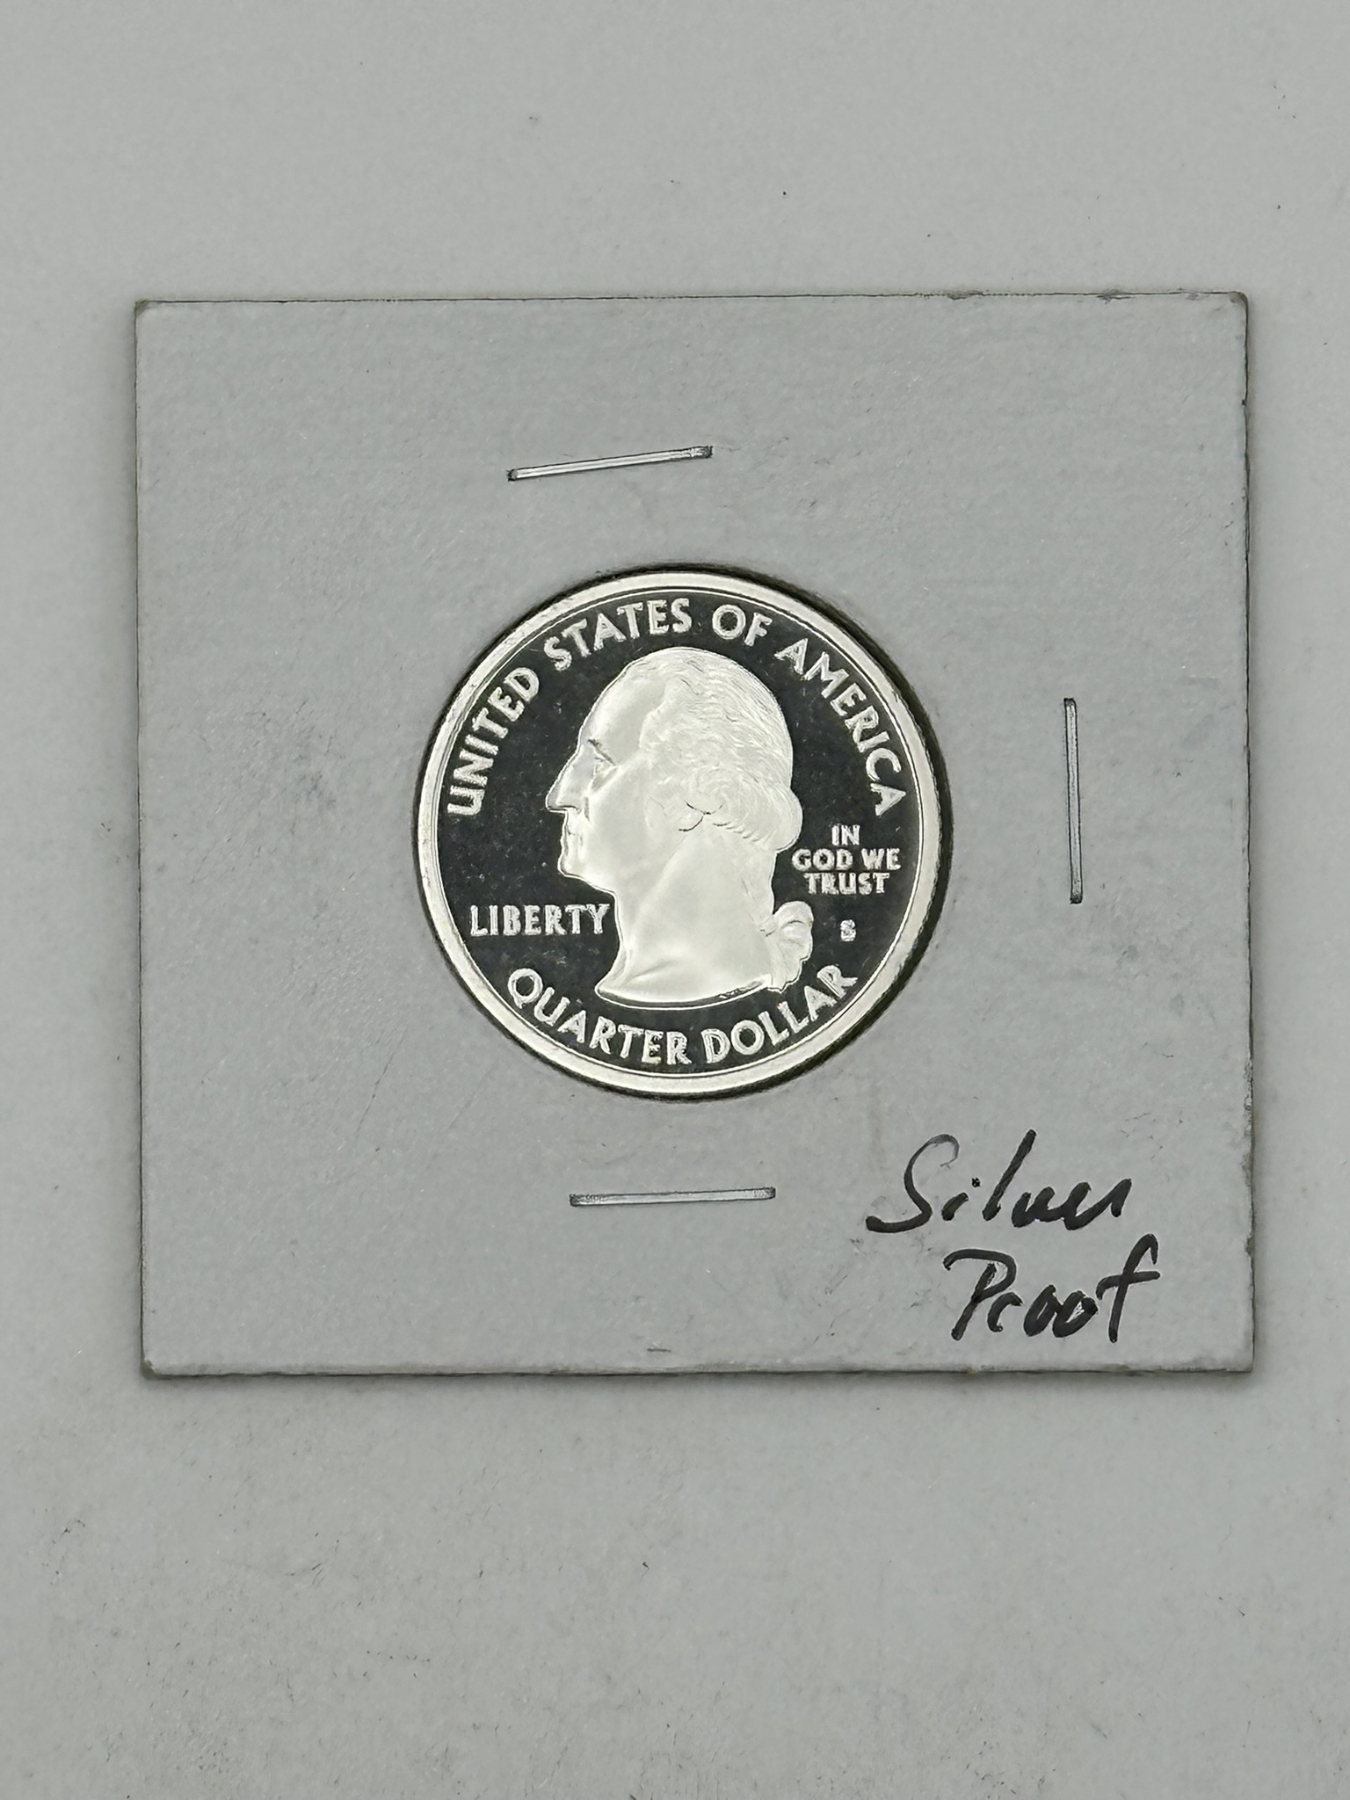 UNITED STATES OF AMERICA
IN
GOD WE
TRUST
LIBERTY
S
QUARTER DOLLAR
Silver
Proof